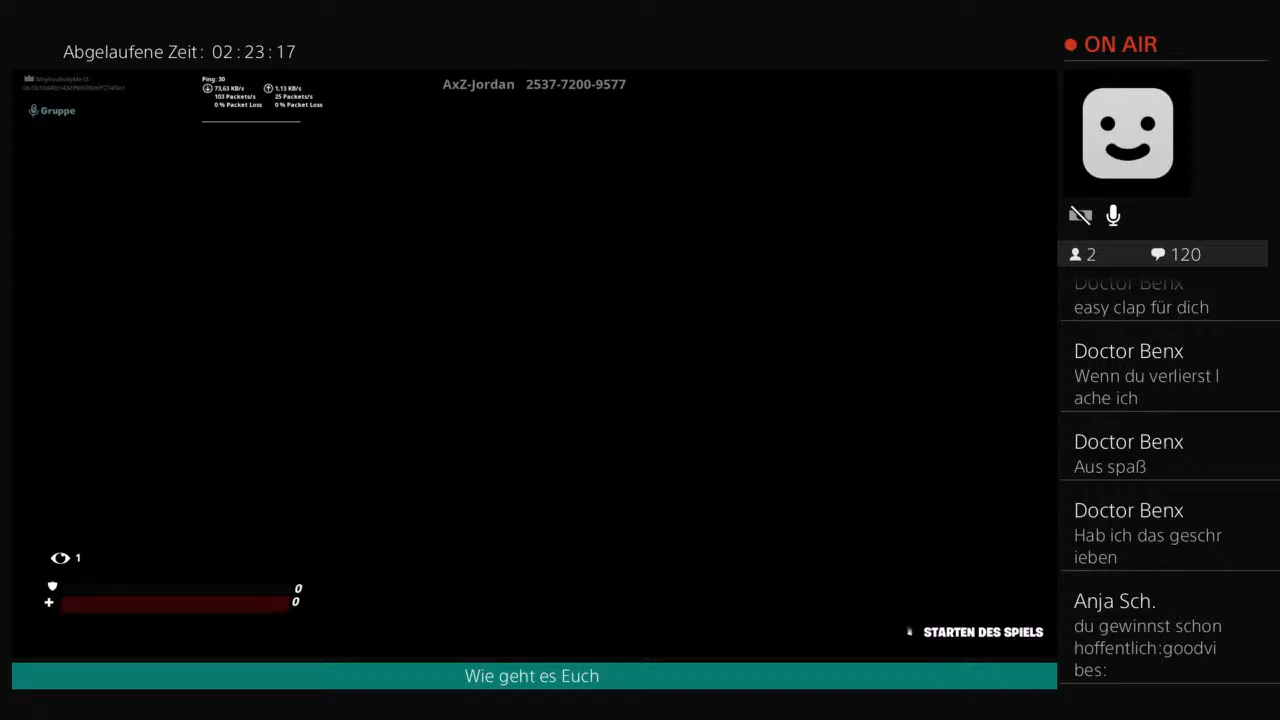 Abgelaufene Zeit: 02:23:17
ON AIR
Ping: 30
73,63 KB/s 1,13 KB/s
103 Packets/s 25 Packets/s
0 % Packet Loss 0 % Packet Loss
AxZ-Jordan 2537-7200-9577
Gruppe
2 120
Doctor Benx
easy clap für dich
Doctor Benx
Wenn du verlierst l
ache ich
Doctor Benx
Aus spaß
Doctor Benx
Hab ich das geschr
ieben
Anja Sch.
du gewinnst schon
hoffentlich:goodvi
bes:
1
0
0
STARTEN DES SPIELS
Wie geht es Euch